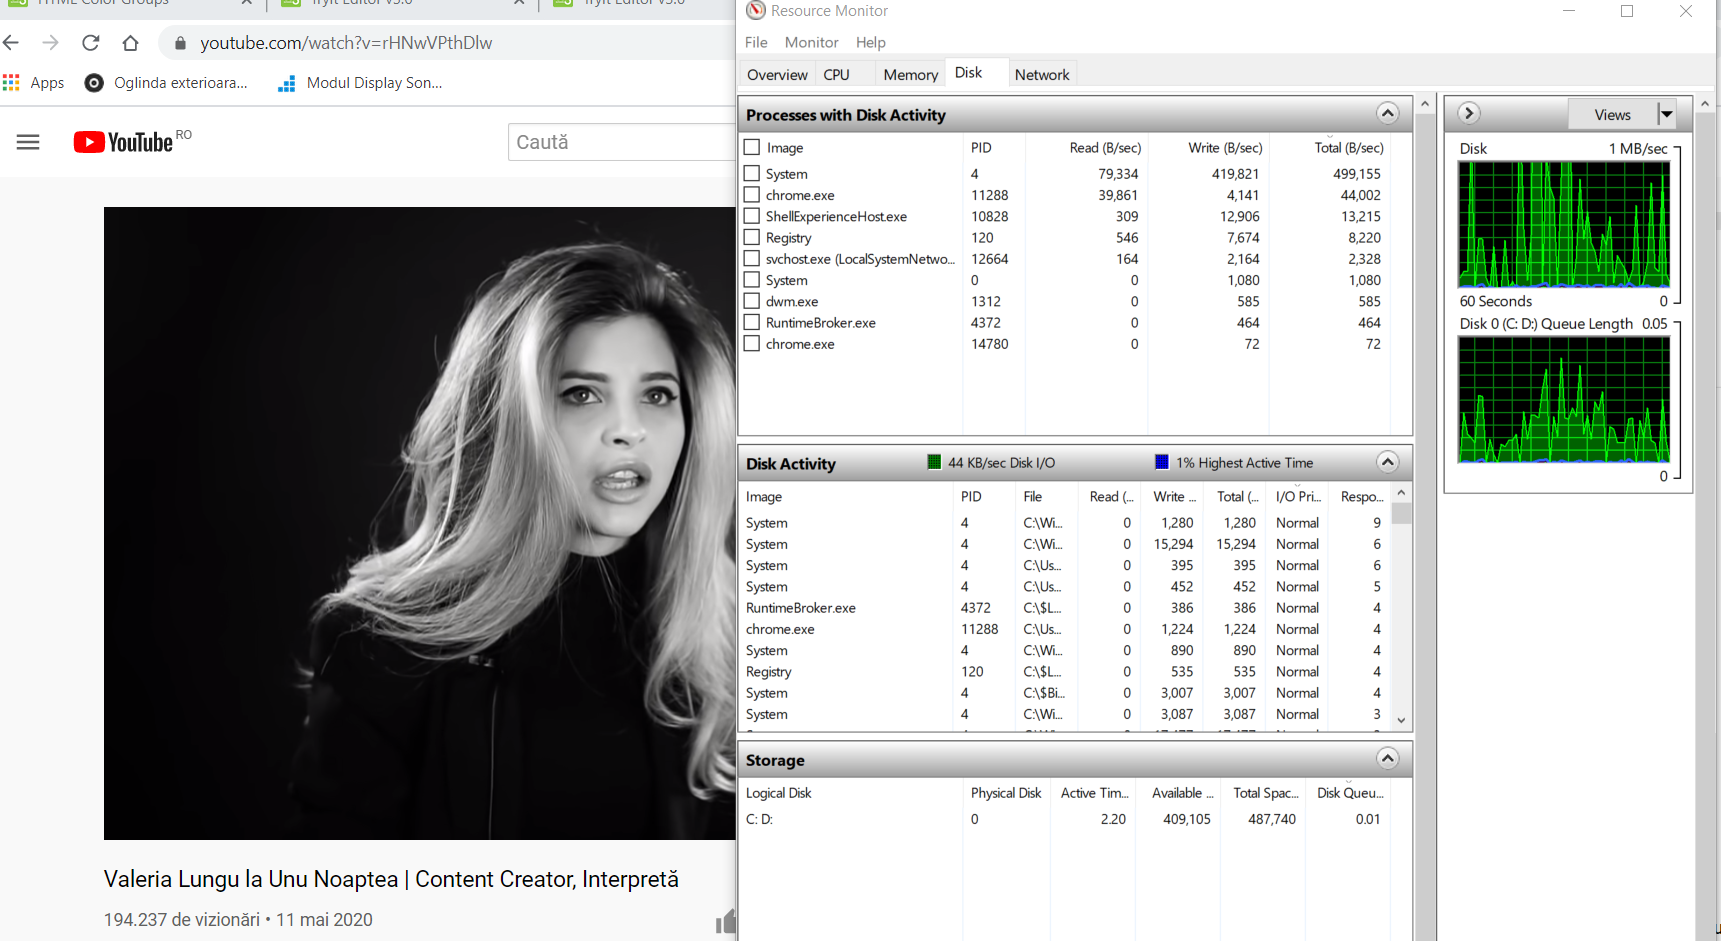 HTML Color Groups
Tryit Editor v3.0
Tryit Editor v3.0
youtube.com/watch?v=rHNwVPthDlw
Apps
Oglinda exterioara...
Modul Display Son...
YouTube RO
Caută
Valeria Lungu la Unu Noaptea | Content Creator, Interpretă
194.237 de vizionări • 11 mai 2020
Resource Monitor
File Monitor Help
Overview CPU Memory Disk Network
Processes with Disk Activity
Image PID Read (B/sec) Write (B/sec) Total (B/sec)
System 4 79,334 419,821 499,155
chrome.exe 11288 39,861 4,141 44,002
ShellExperienceHost.exe 10828 309 12,906 13,215
Registry 120 546 7,674 8,220
svchost.exe (LocalSystemNetwo... 12664 164 2,164 2,328
System 0 0 1,080 1,080
dwm.exe 1312 0 585 585
RuntimeBroker.exe 4372 0 464 464
chrome.exe 14780 0 72 72
Disk Activity 44 KB/sec Disk I/O 1% Highest Active Time
Image PID File Read (... Write ... Total (... I/O Pri... Respo...
System 4 C:\Wi... 0 1,280 1,280 Normal 9
System 4 C:\Wi... 0 15,294 15,294 Normal 6
System 4 C:\Us... 0 395 395 Normal 6
System 4 C:\Us... 0 452 452 Normal 5
RuntimeBroker.exe 4372 C:\$L... 0 386 386 Normal 4
chrome.exe 11288 C:\Us... 0 1,224 1,224 Normal 4
System 4 C:\Wi... 0 890 890 Normal 4
Registry 120 C:\$L... 0 535 535 Normal 4
System 4 C:\$Bi... 0 3,007 3,007 Normal 4
System 4 C:\Wi... 0 3,087 3,087 Normal 3
Storage
Logical Disk Physical Disk Active Tim... Available ... Total Spac... Disk Queu...
C: D: 0 2.20 409,105 487,740 0.01
Views
Disk 1 MB/sec
60 Seconds 0
Disk 0 (C: D:) Queue Length 0.05
0